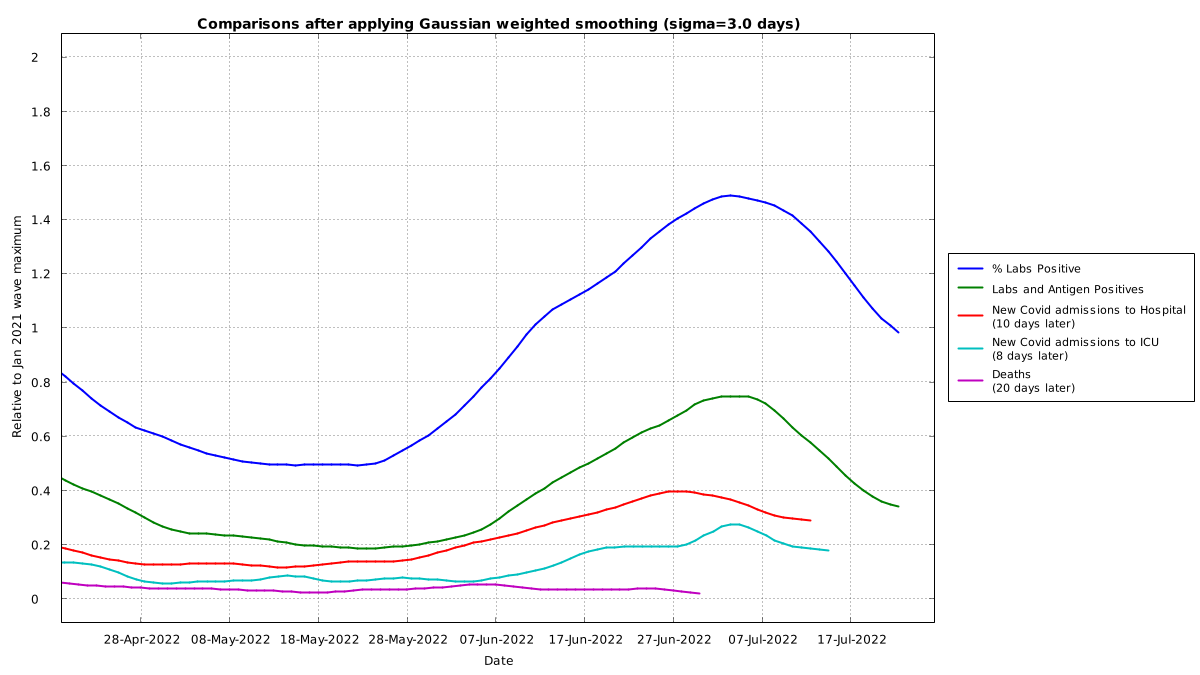 Comparisons after applying Gaussian weighted smoothing (sigma=3.0 days)
Relative to Jan 2021 wave maximum
2
1.8
1.6
1.4
1.2
1
0.8
0.6
0.4
0.2
0
28-Apr-2022 08-May-2022 18-May-2022 28-May-2022 07-Jun-2022 17-Jun-2022 27-Jun-2022 07-Jul-2022 17-Jul-2022
Date
% Labs Positive
Labs and Antigen Positives
New Covid admissions to Hospital
(10 days later)
New Covid admissions to ICU
(8 days later)
Deaths
(20 days later)